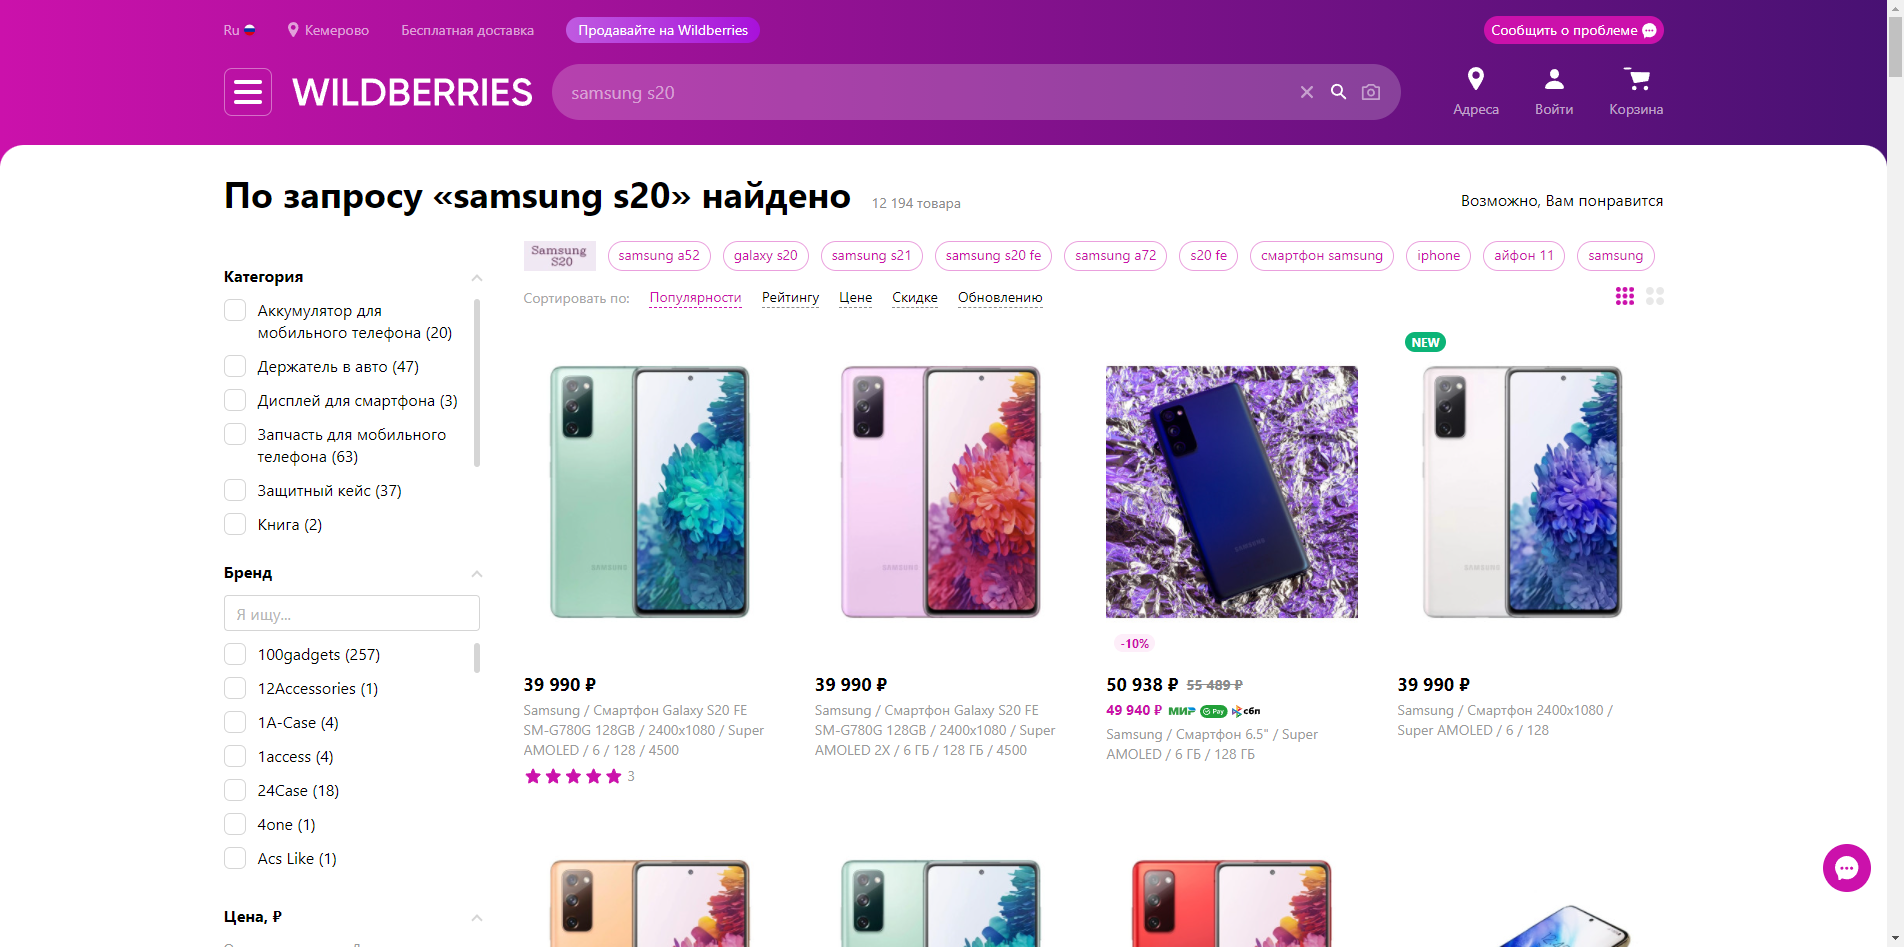 Ru
Кемерово
Бесплатная доставка
Продавайте на Wildberries
Сообщить о проблеме
WILDBERRIES
samsung s20
Адреса
Войти
Корзина
По запросу «samsung s20» найдено
12 194 товара
Возможно, Вам понравится
Samsung
S20
samsung a52
galaxy s20
samsung s21
samsung s20 fe
samsung a72
s20 fe
смартфон samsung
iphone
айфон 11
samsung
Сортировать по:
Популярности
Рейтингу
Цене
Скидке
Обновлению
Категория
Аккумулятор для
мобильного телефона (20)
Держатель в авто (47)
Дисплей для смартфона (3)
Запчасть для мобильного
телефона (63)
Защитный кейс (37)
Книга (2)
Бренд
Я ищу...
100gadgets (257)
12Accessories (1)
1A-Case (4)
1access (4)
24Case (18)
4one (1)
Acs Like (1)
Цена, ₽
SAMSUNG
39 990 ₽
Samsung / Смартфон Galaxy S20 FE
SM-G780G 128GB / 2400x1080 / Super
AMOLED / 6 / 128 / 4500
3
SAMSUNG
39 990 ₽
Samsung / Смартфон Galaxy S20 FE
SM-G780G 128GB / 2400x1080 / Super
AMOLED 2X / 6 ГБ / 128 ГБ / 4500
SAMSUNG
-10%
50 938 ₽ 55 489 ₽
49 940 ₽ МИР Pay сбп
Samsung / Смартфон 6.5" / Super
AMOLED / 6 ГБ / 128 ГБ
NEW
SAMSUNG
39 990 ₽
Samsung / Смартфон 2400x1080 /
Super AMOLED / 6 / 128